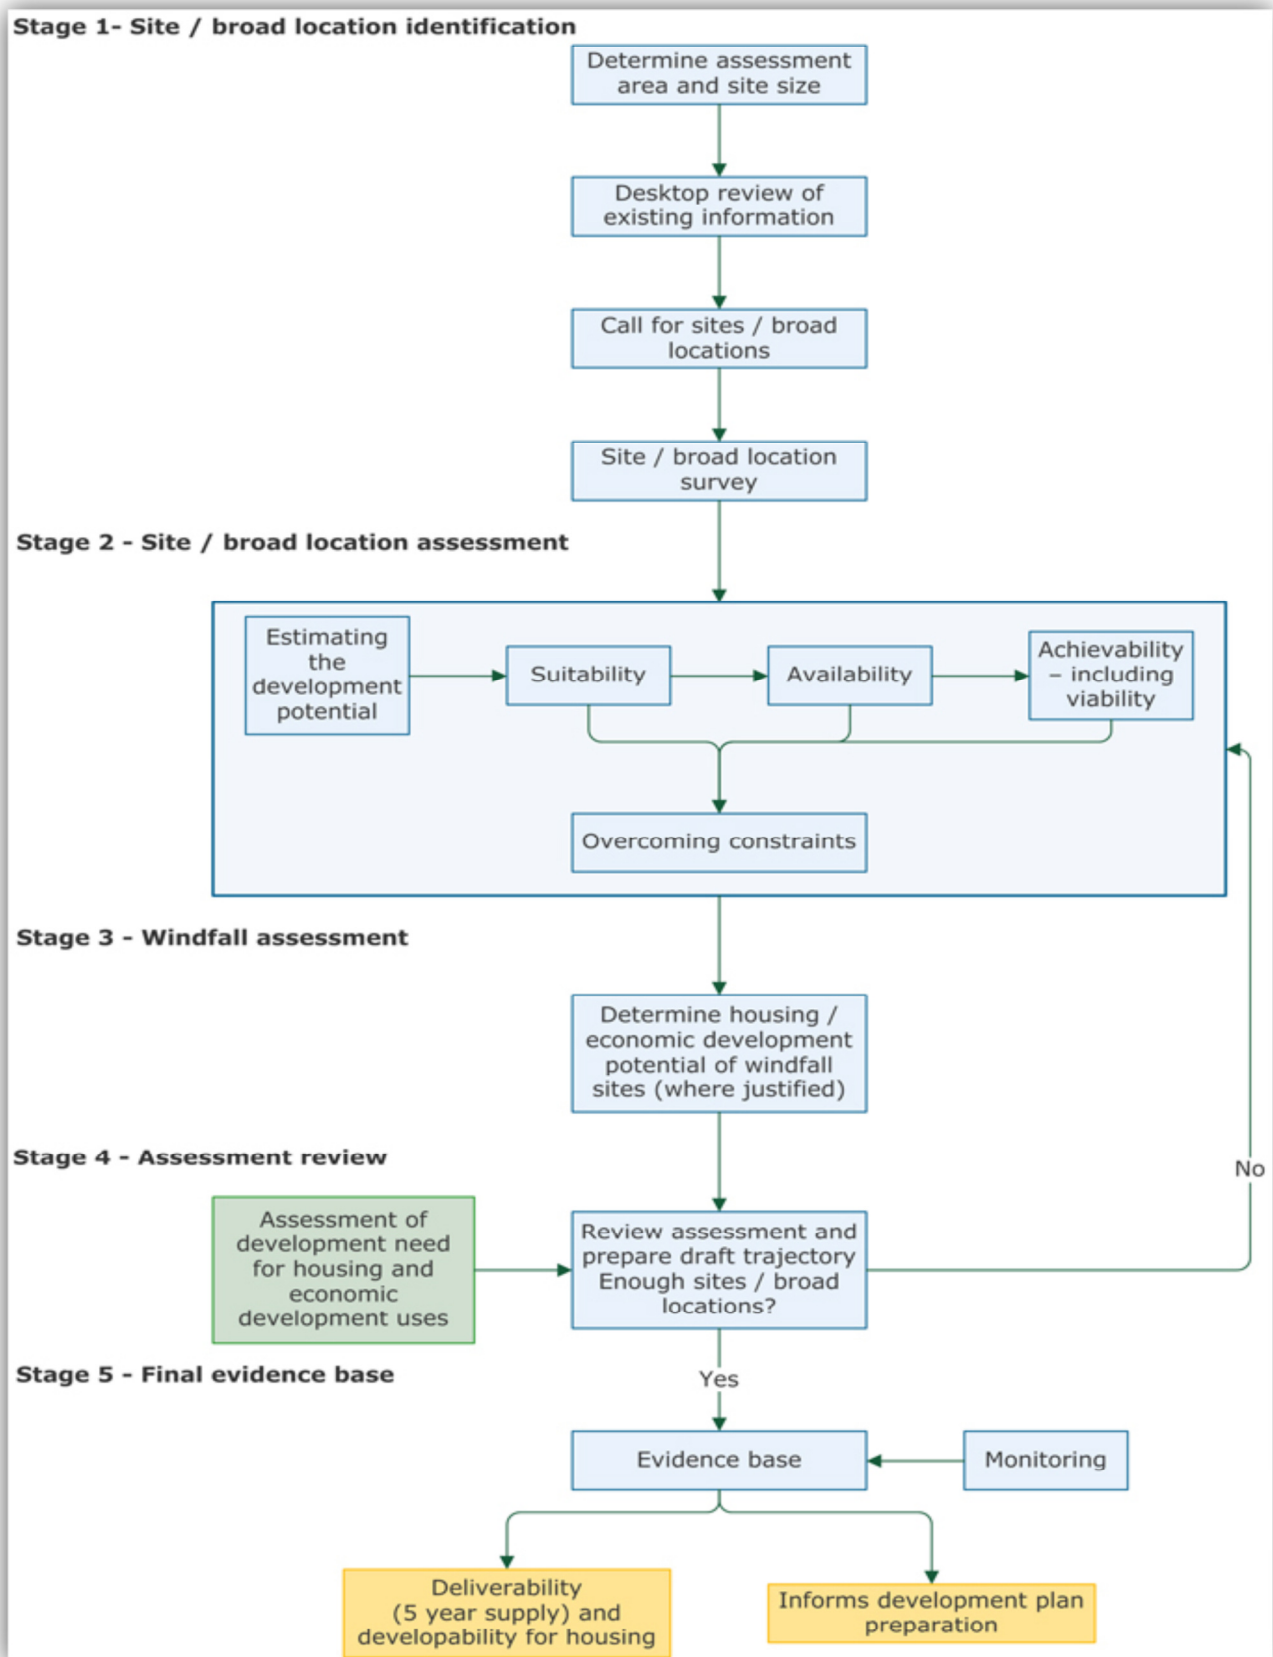 Stage 1- Site / broad location identification
Determine assessment
area and site size
Desktop review of
existing information
Call for sites / broad
locations
Site / broad location
survey
Stage 2 - Site / broad location assessment
Estimating
the
development
potential
Suitability
Availability
Achievability
– including
viability
Overcoming constraints
Stage 3 - Windfall assessment
Determine housing /
economic development
potential of windfall
sites (where justified)
Stage 4 - Assessment review
No
Assessment of
development need
for housing and
economic
development uses
Review assessment and
prepare draft trajectory
Enough sites / broad
locations?
Stage 5 - Final evidence base
Yes
Evidence base
Monitoring
Deliverability
(5 year supply) and
developability for housing
Informs development plan
preparation